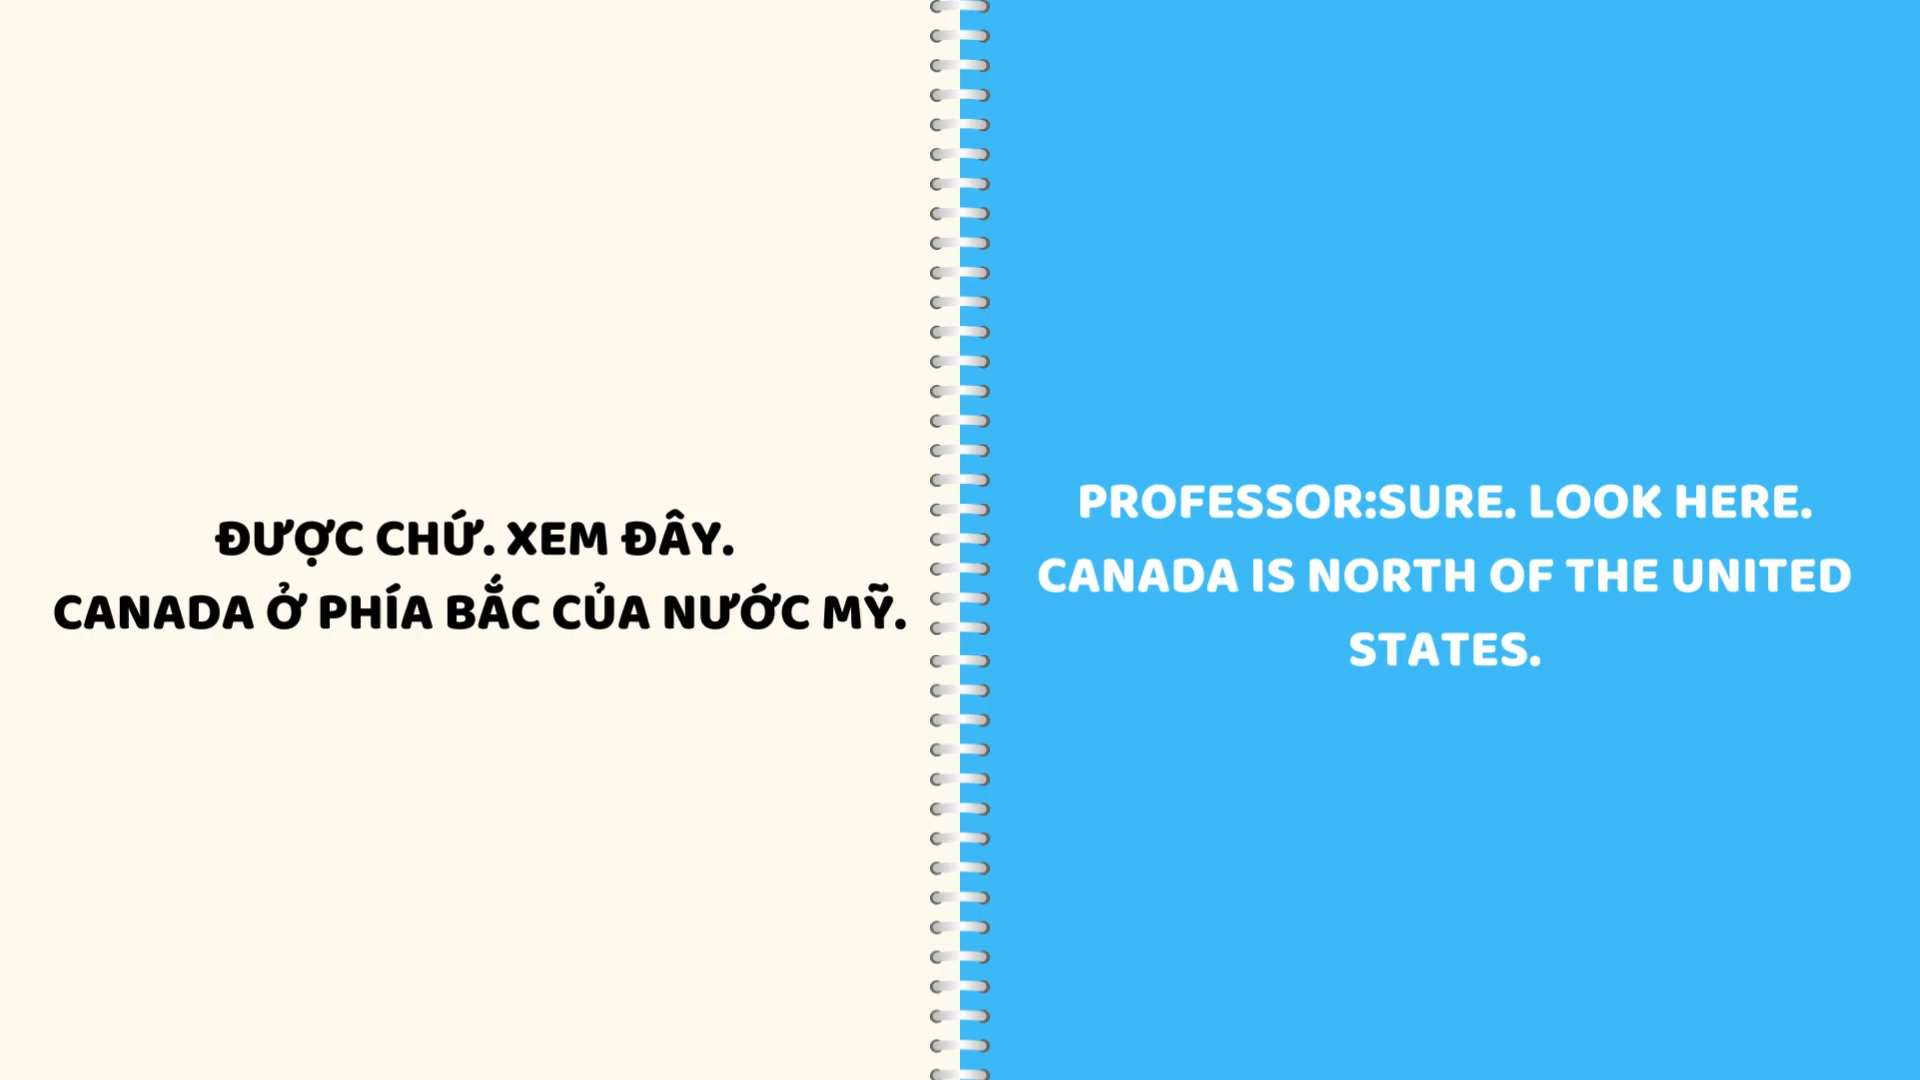 ĐƯỢC CHỨ. XEM ĐÂY.
CANADA Ở PHÍA BẮC CỦA NƯỚC MỸ.
PROFESSOR:SURE. LOOK HERE.
CANADA IS NORTH OF THE UNITED
STATES.